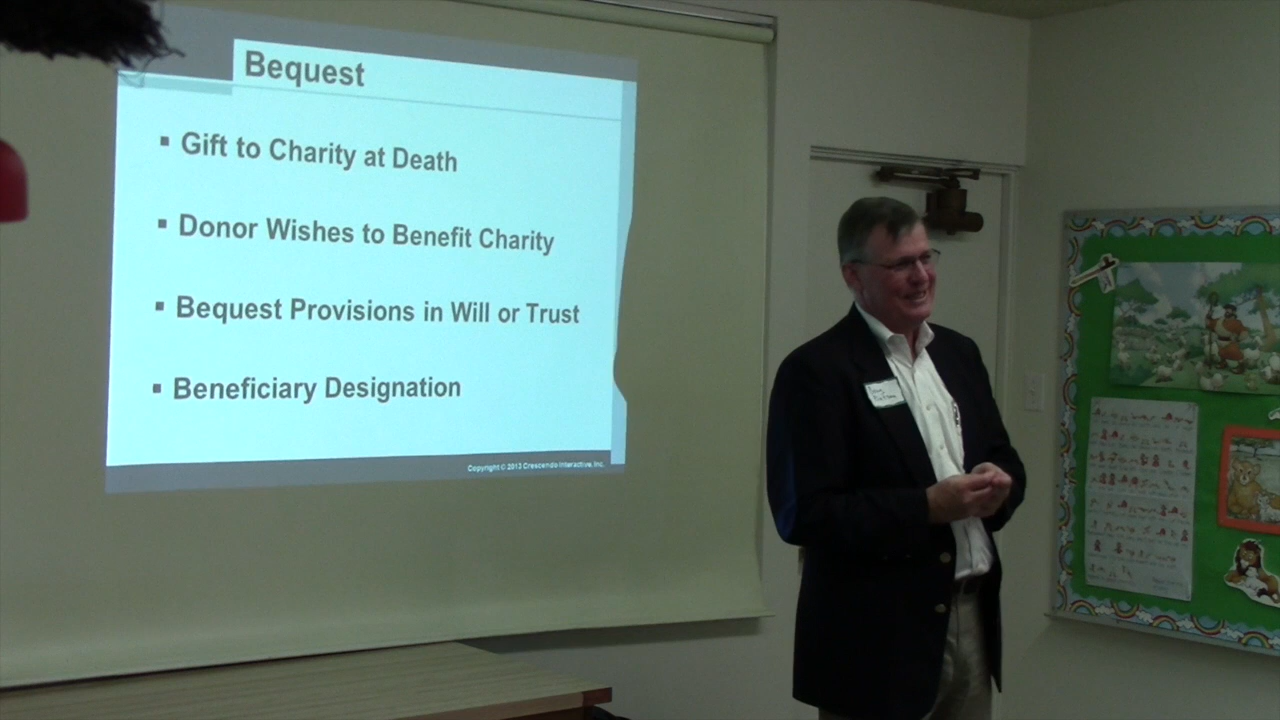 Bequest
▪ Gift to Charity at Death
▪ Donor Wishes to Benefit Charity
▪ Bequest Provisions in Will or Trust
▪ Beneficiary Designation
Copyright © 2013 Crescendo Interactive, Inc.